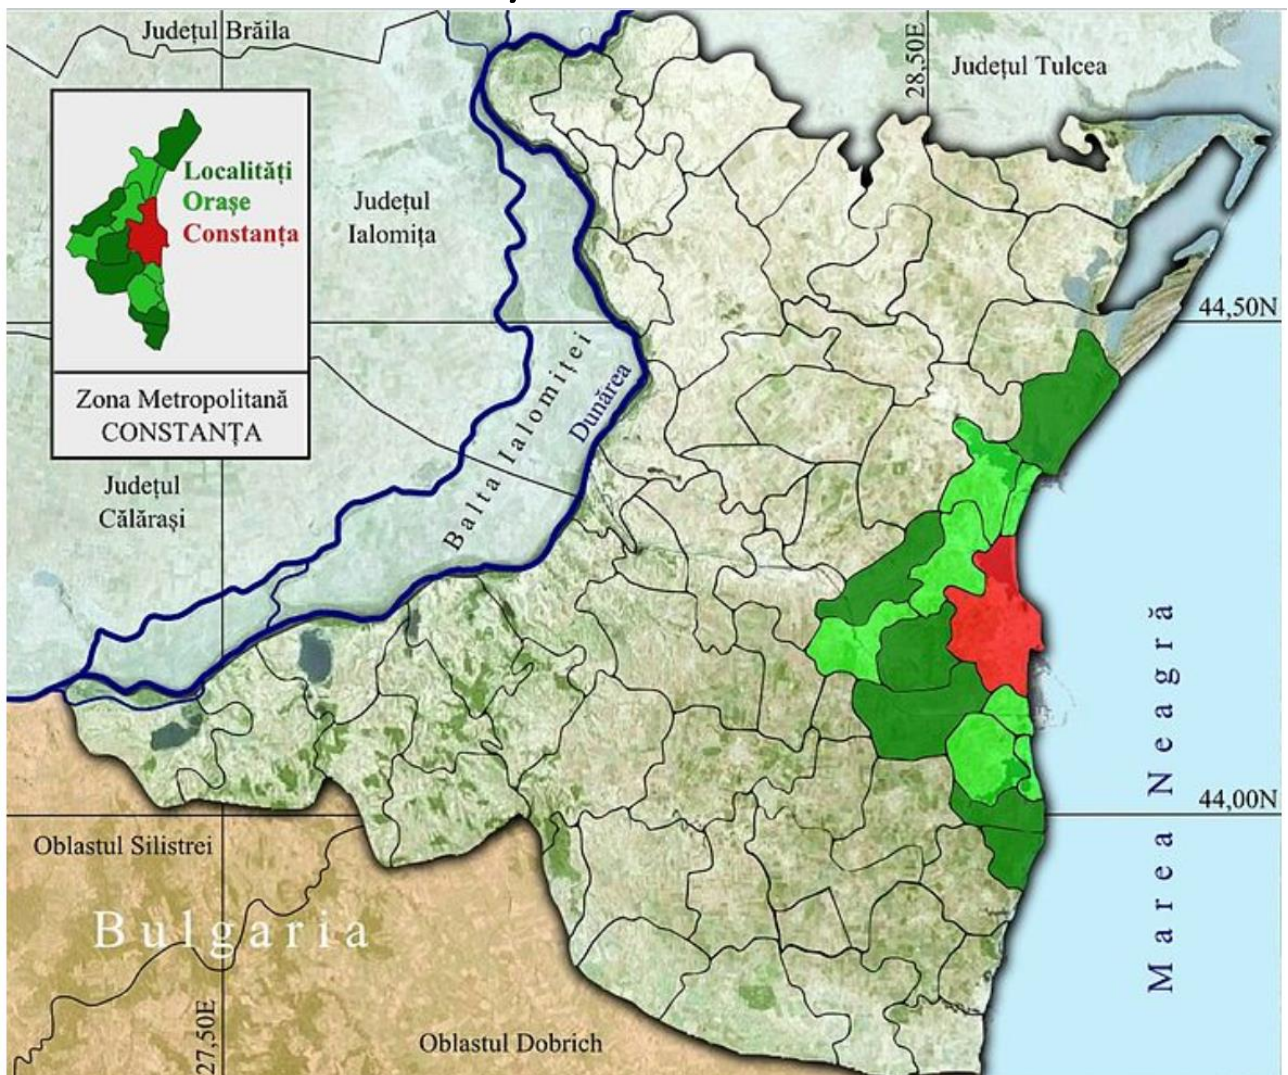 Județul Brăila
28,50E
Județul Tulcea
Localități
Orașe
Constanța
Județul
Ialomița
44,50N
Zona Metropolitană
CONSTANȚA
Balta Ialomiței
Dunărea
Județul
Călărași
Marea Neagră
44,00N
Oblastul Silistrei
Bulgaria
27,50E
Oblastul Dobrich